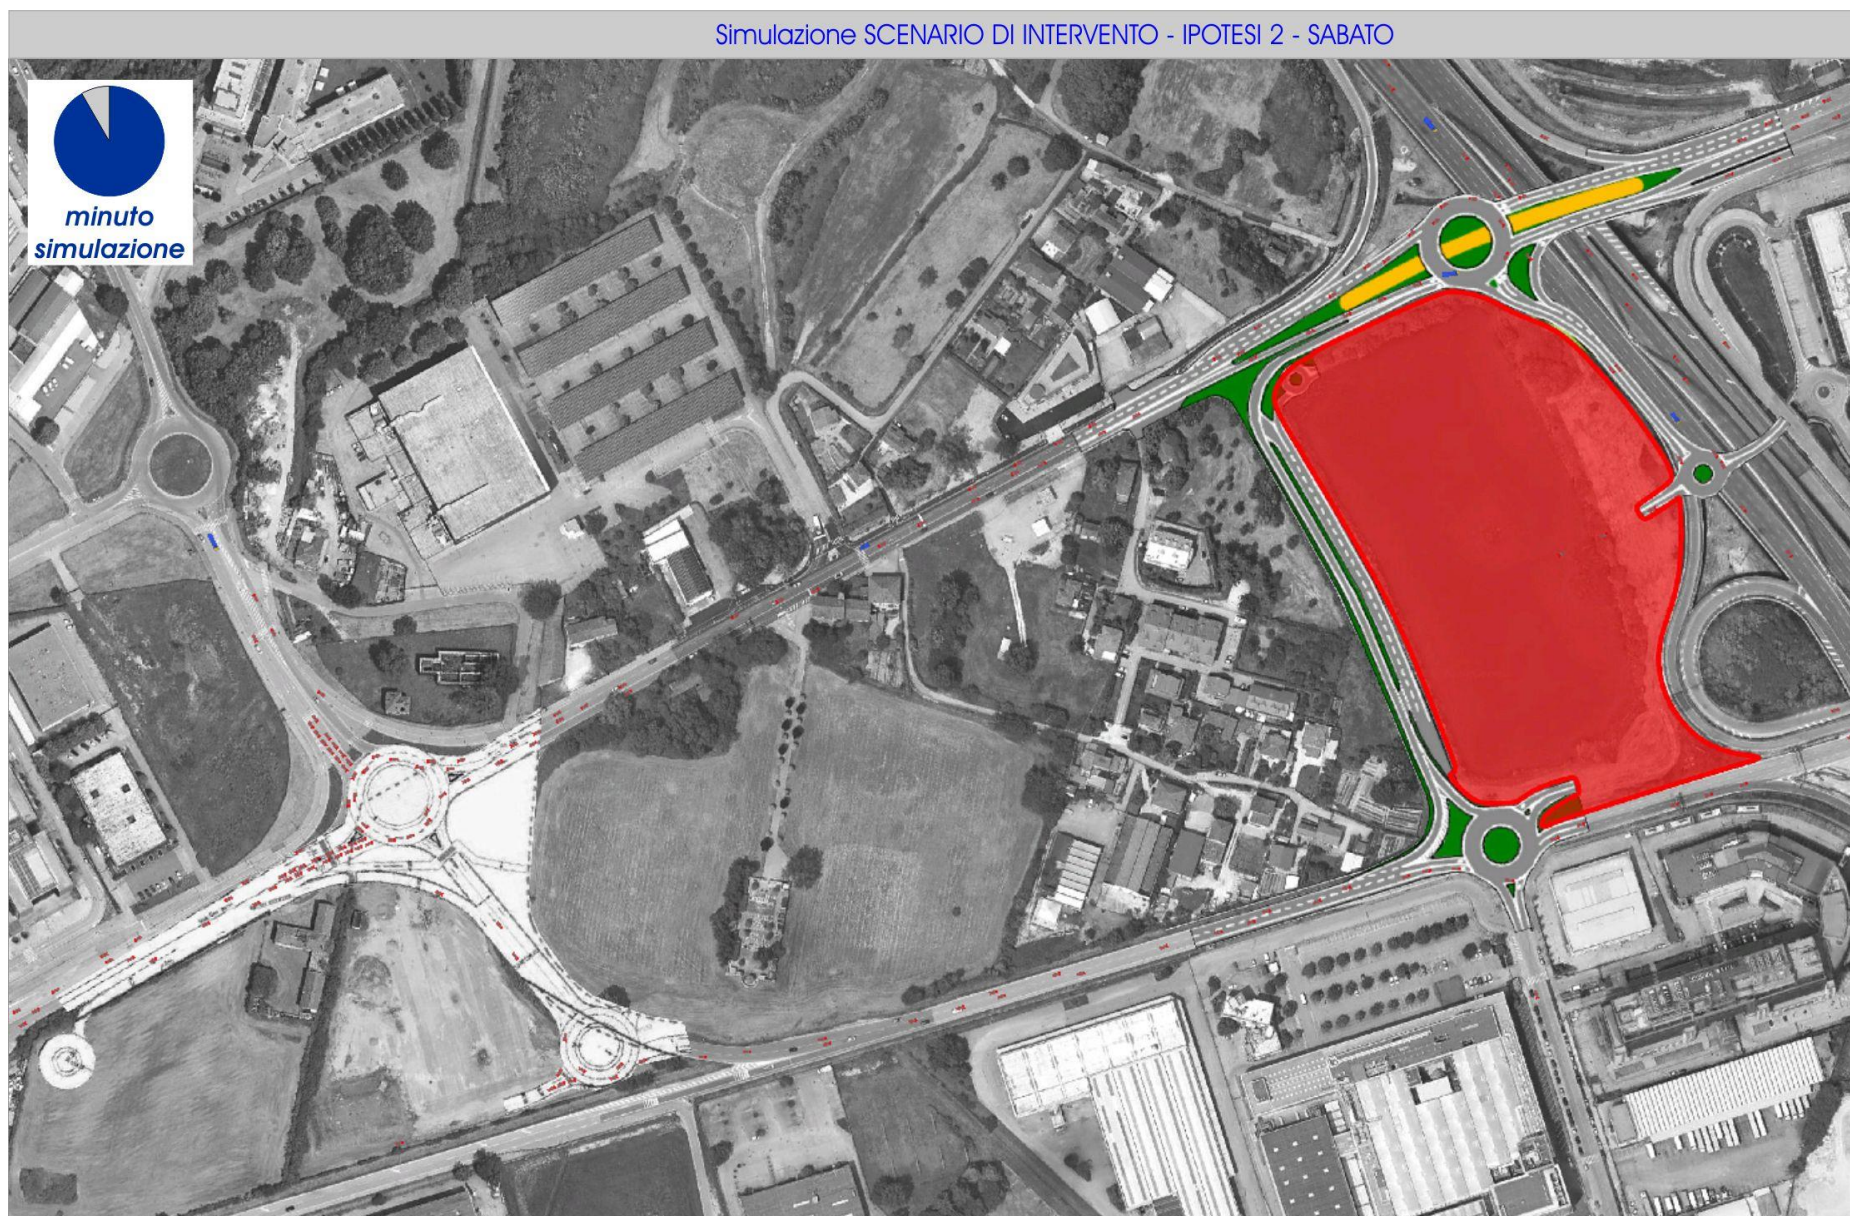 Simulazione SCENARIO DI INTERVENTO - IPOTESI 2 - SABATO
minuto
simulazione